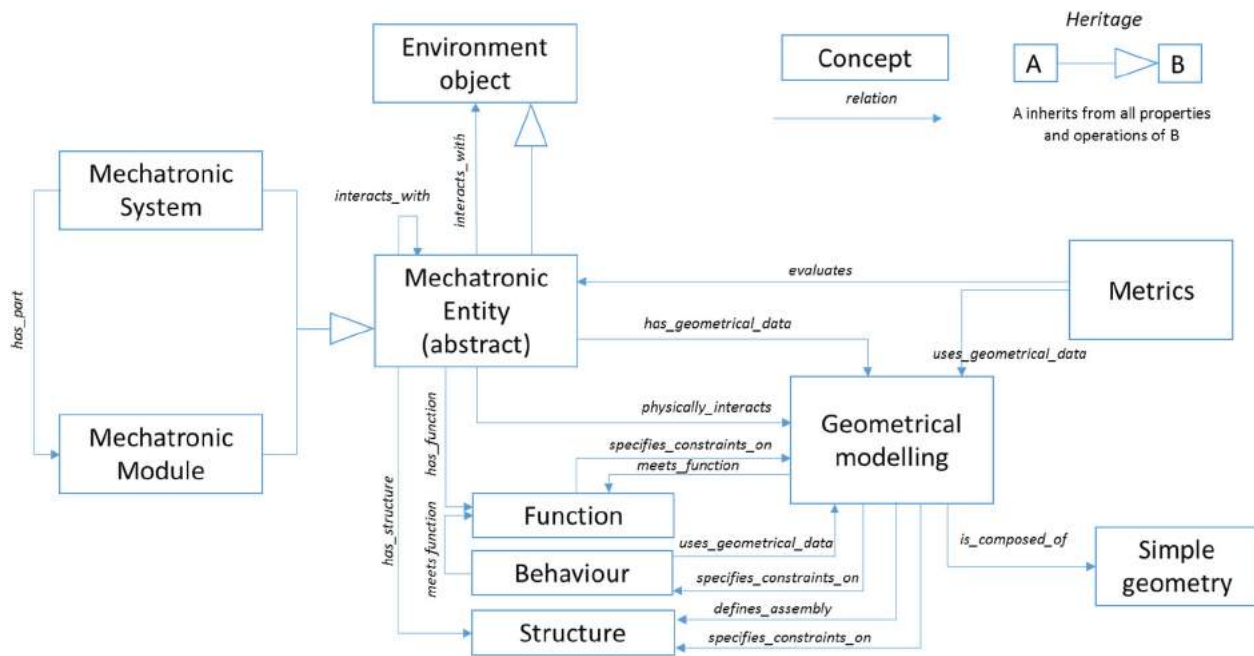 Heritage
Environment
object
Concept
A
B
relation
A inherits from all properties
and operations of B
Mechatronic
System
interacts_with
interacts_with
Mechatronic
Entity
(abstract)
evaluates
Metrics
has_part
has_geometrical_data
uses_geometrical_data
physically_interacts
Geometrical
modelling
Mechatronic
Module
has_function
specifies_constraints_on
meets_function
has_structure
meets function
Function
uses_geometrical_data
is_composed_of
Simple
geometry
Behaviour
specifies_constraints_on
defines_assembly
Structure
specifies_constraints_on